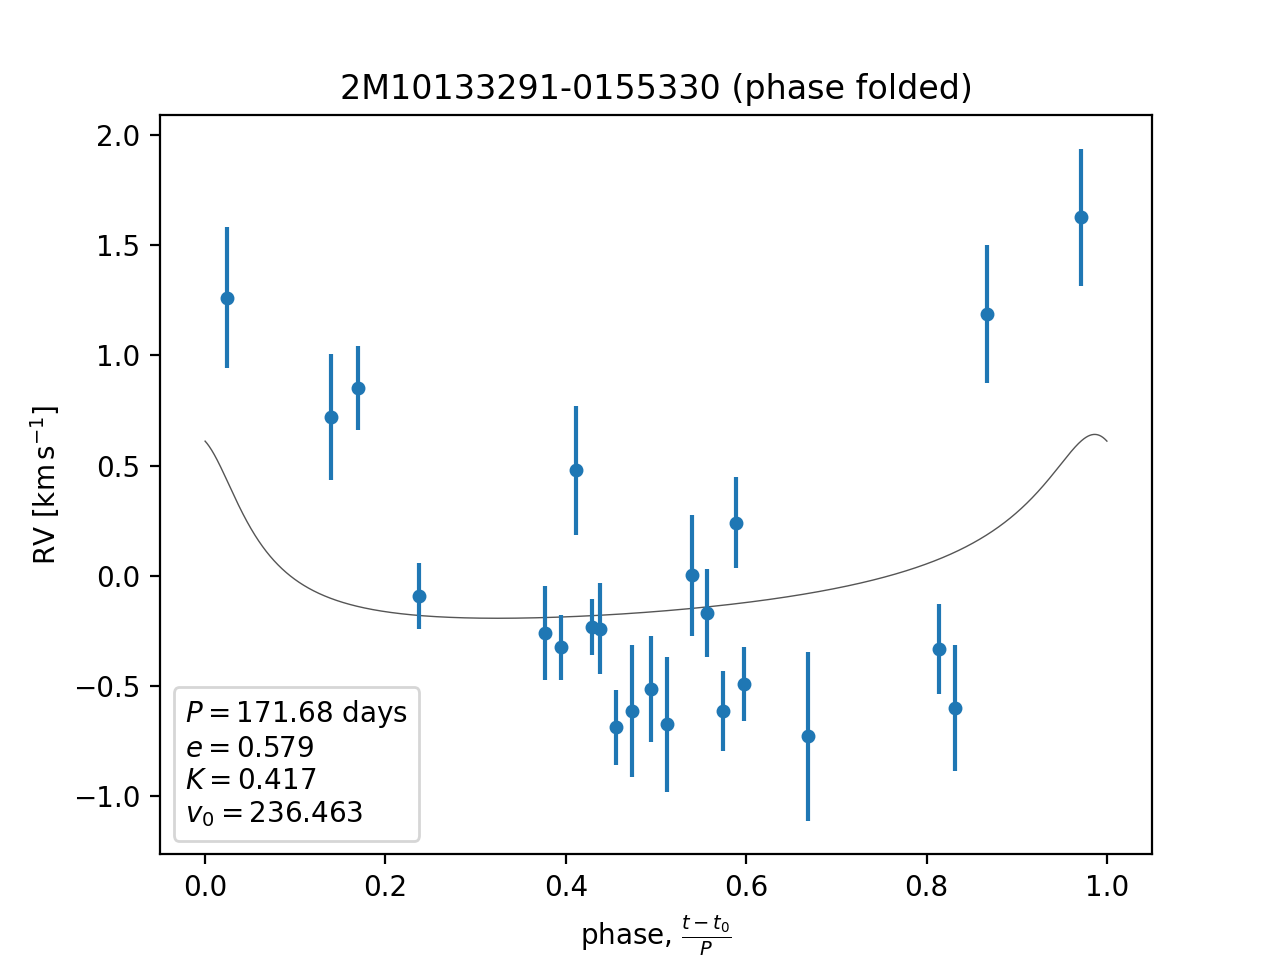 2M10133291-0155330 (phase folded)
2.0
1.5
1.0
0.5
0.0
−0.5
−1.0
RV [km s⁻¹]
P = 171.68 days
e = 0.579
K = 0.417
v₀ = 236.463
0.0 0.2 0.4 0.6 0.8 1.0
phase, (t − t₀)/P